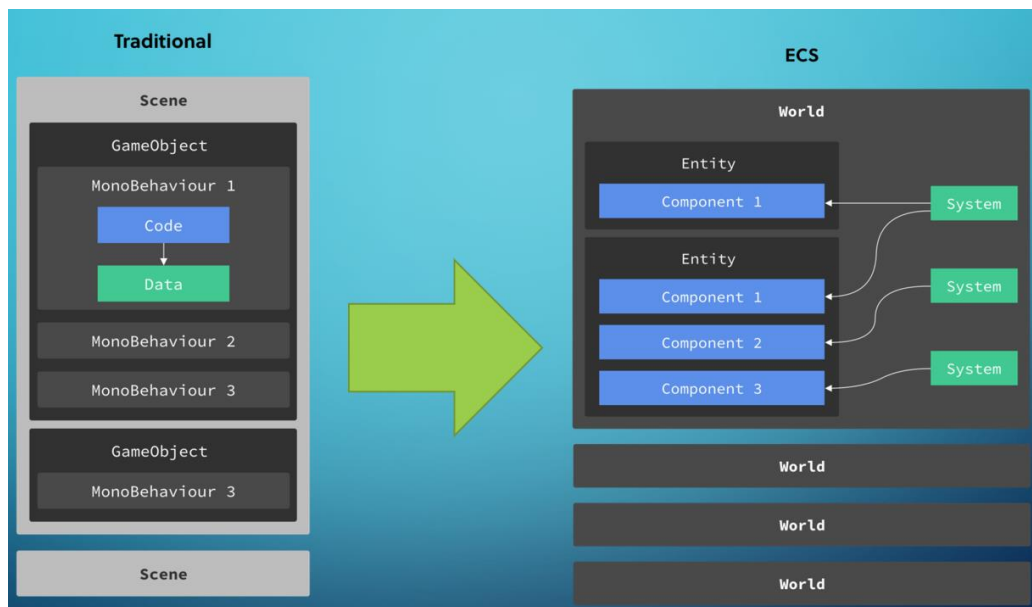 Traditional
Scene
GameObject
MonoBehaviour 1
Code
Data
MonoBehaviour 2
MonoBehaviour 3
GameObject
MonoBehaviour 3
Scene
ECS
World
Entity
Component 1
Entity
Component 1
Component 2
Component 3
System
System
System
World
World
World